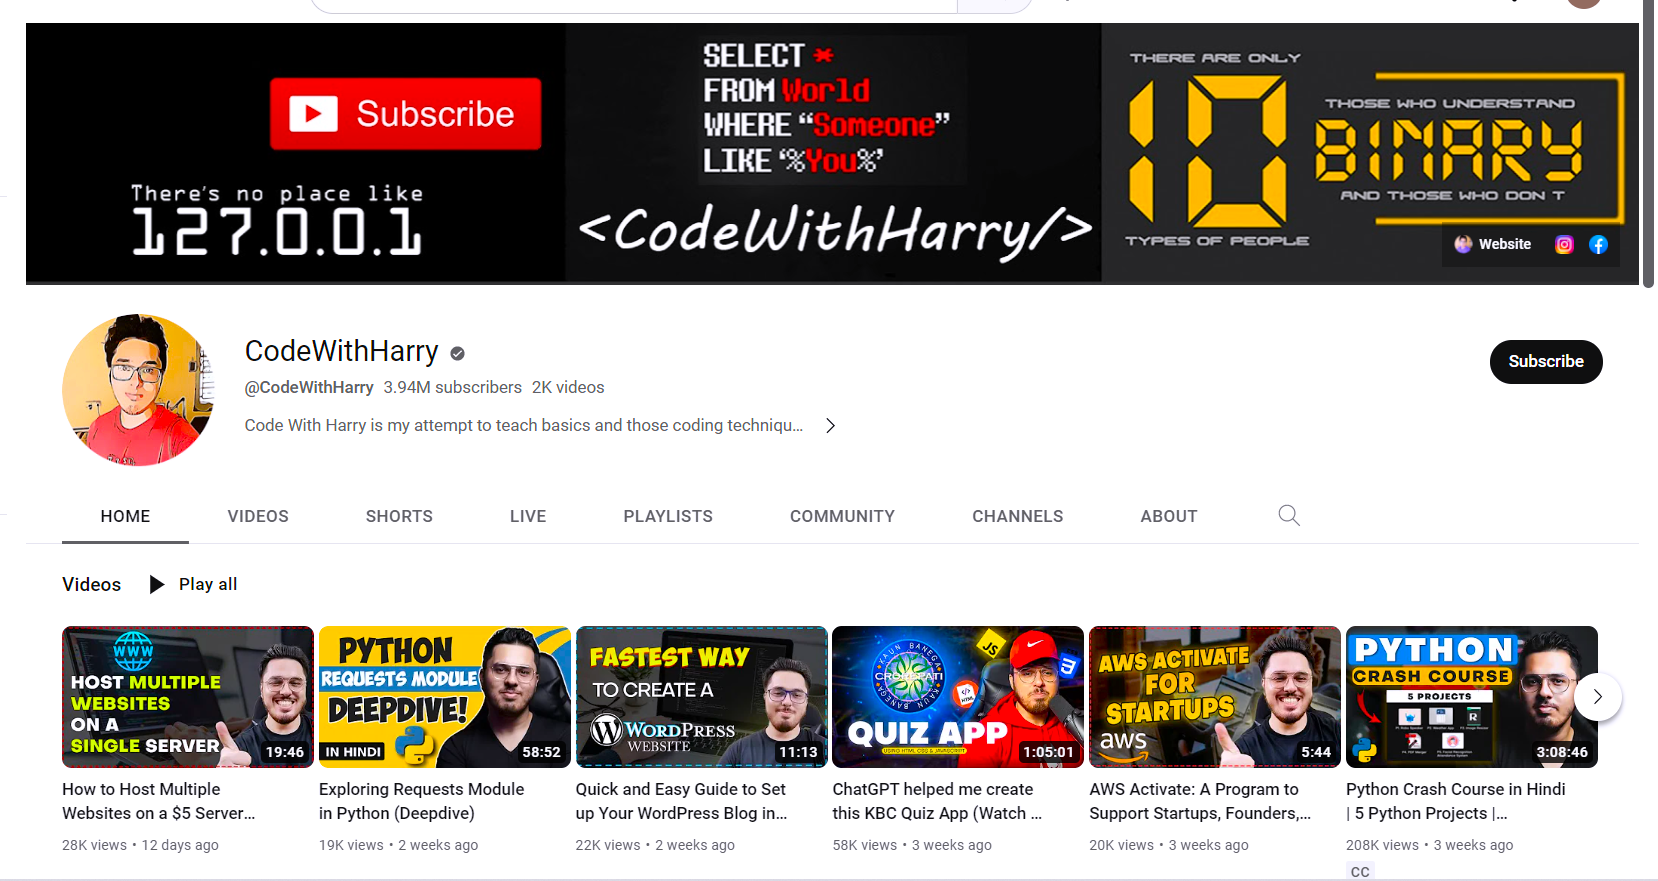 Subscribe
There's no place like
127.0.0.1
SELECT *
FROM World
WHERE “Someone”
LIKE ‘%You%’
<CodeWithHarry/>
THERE ARE ONLY
10
TYPES OF PEOPLE
THOSE WHO UNDERSTAND
BINARY
AND THOSE WHO DON T
Website
CodeWithHarry
@CodeWithHarry 3.94M subscribers 2K videos
Code With Harry is my attempt to teach basics and those coding techniqu...
Subscribe
HOME VIDEOS SHORTS LIVE PLAYLISTS COMMUNITY CHANNELS ABOUT
Videos Play all
WWW
HOST MULTIPLE
WEBSITES
ON A
SINGLE SERVER
19:46
How to Host Multiple
Websites on a $5 Server...
28K views • 12 days ago
PYTHON
REQUESTS MODULE
DEEPDIVE!
IN HINDI
58:52
Exploring Requests Module
in Python (Deepdive)
19K views • 2 weeks ago
FASTEST WAY
TO CREATE A
WORDPRESS
WEBSITE
11:13
Quick and Easy Guide to Set
up Your WordPress Blog in...
22K views • 2 weeks ago
KAUN BANEGA
CROREPATI
KAUN BANEGA
JS
HTML
3
QUIZ APP
USING HTML CSS & JAVASCRIPT
1:05:01
ChatGPT helped me create
this KBC Quiz App (Watch ...
58K views • 3 weeks ago
AWS ACTIVATE
FOR
STARTUPS
aws
5:44
AWS Activate: A Program to
Support Startups, Founders,...
20K views • 3 weeks ago
PYTHON
CRASH COURSE
5 PROJECTS
3:08:46
Python Crash Course in Hindi
| 5 Python Projects |...
208K views • 3 weeks ago
CC